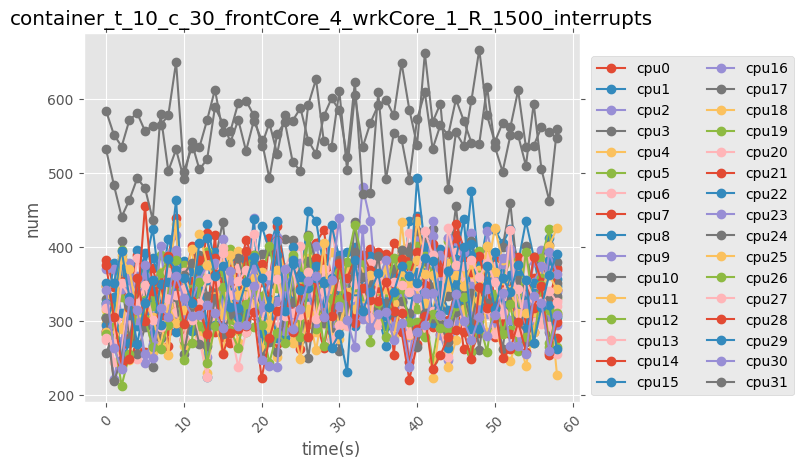 container_t_10_c_30_frontCore_4_wrkCore_1_R_1500_interrupts
600
500
400
300
200
num
0
10
20
30
40
50
60
time(s)
cpu0
cpu1
cpu2
cpu3
cpu4
cpu5
cpu6
cpu7
cpu8
cpu9
cpu10
cpu11
cpu12
cpu13
cpu14
cpu15
cpu16
cpu17
cpu18
cpu19
cpu20
cpu21
cpu22
cpu23
cpu24
cpu25
cpu26
cpu27
cpu28
cpu29
cpu30
cpu31